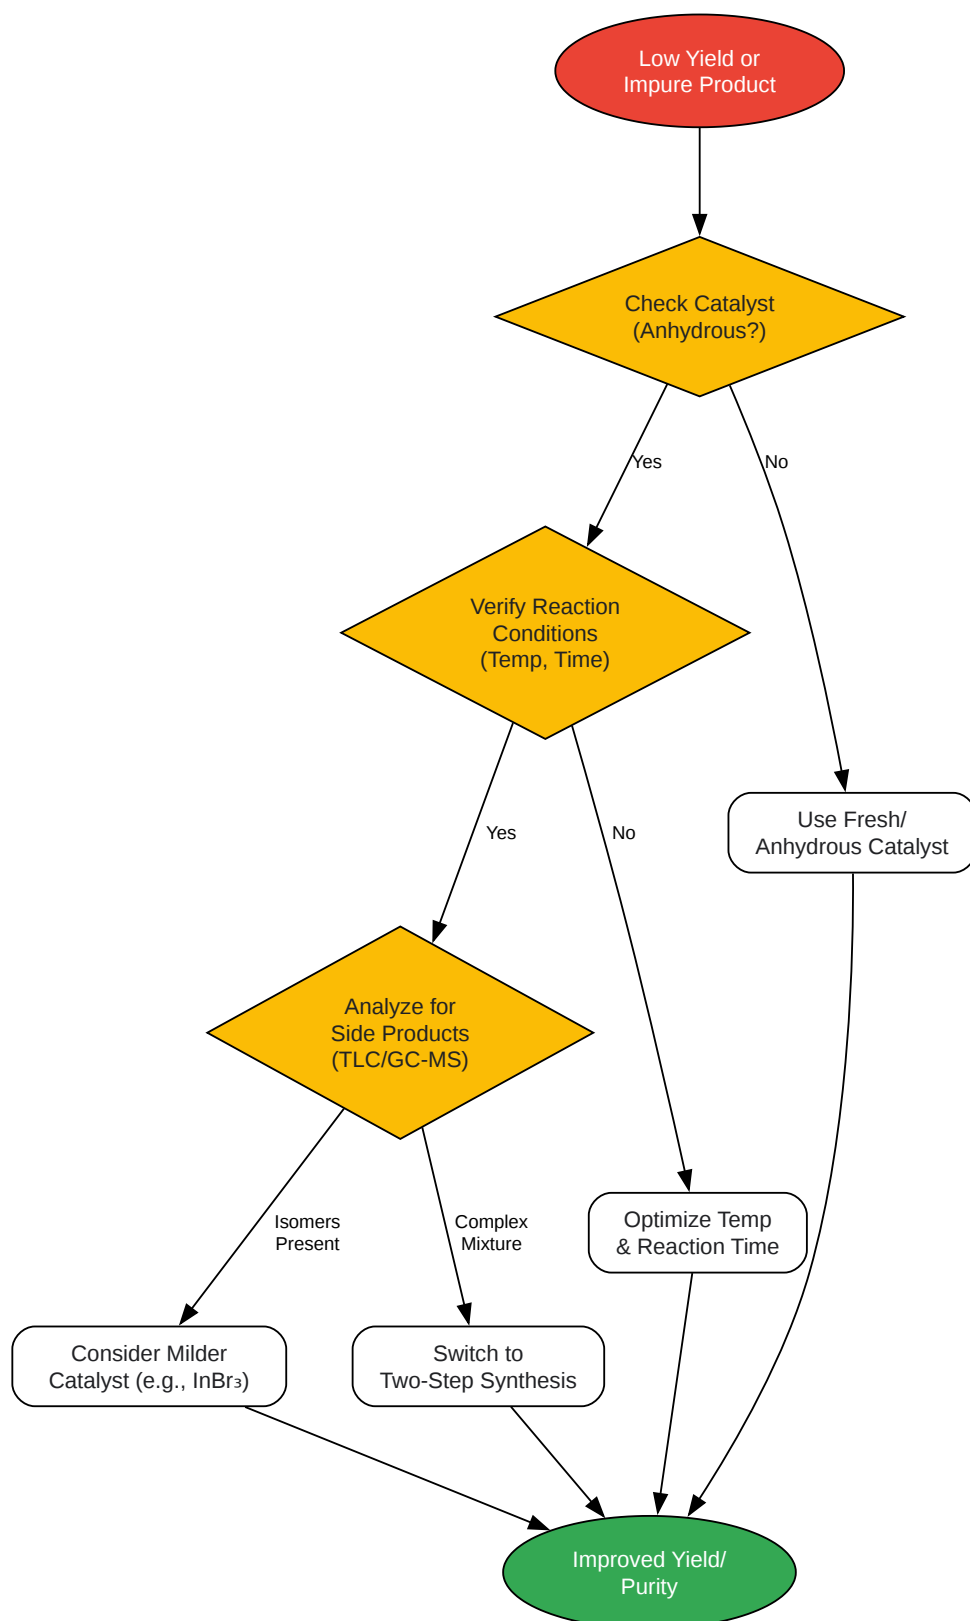 Low Yield or
Impure Product
Check Catalyst
(Anhydrous?)
Yes
No
Verify Reaction
Conditions
(Temp, Time)
Use Fresh/
Anhydrous Catalyst
Yes
No
Analyze for
Side Products
(TLC/GC-MS)
Isomers
Present
Complex
Mixture
Optimize Temp
& Reaction Time
Consider Milder
Catalyst (e.g., InBr₃)
Switch to
Two-Step Synthesis
Improved Yield/
Purity